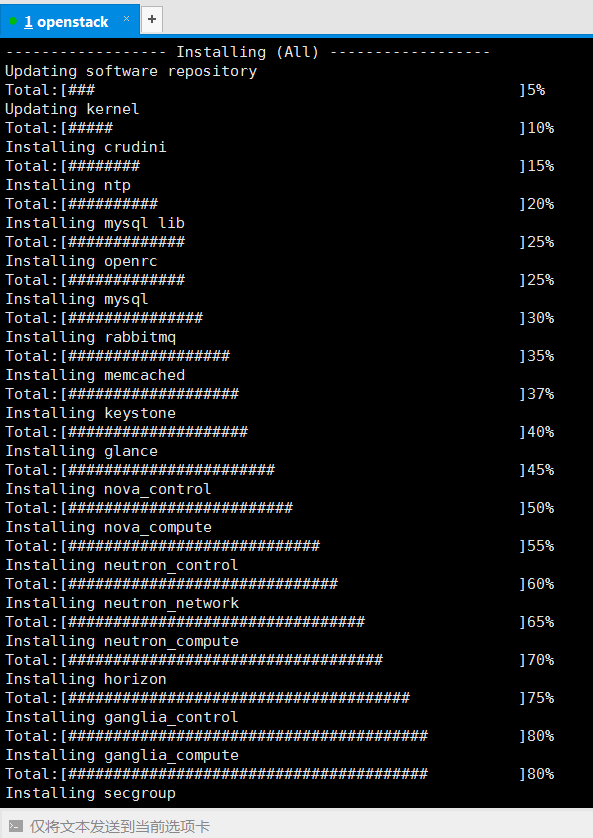 1 openstack × +
------------------ Installing (All) ------------------
Updating software repository
Total:[### ]5%
Updating kernel
Total:[##### ]10%
Installing crudini
Total:[######## ]15%
Installing ntp
Total:[########## ]20%
Installing mysql lib
Total:[############# ]25%
Installing openrc
Total:[############# ]25%
Installing mysql
Total:[############### ]30%
Installing rabbitmq
Total:[################## ]35%
Installing memcached
Total:[################### ]37%
Installing keystone
Total:[#################### ]40%
Installing glance
Total:[####################### ]45%
Installing nova_control
Total:[######################### ]50%
Installing nova_compute
Total:[############################ ]55%
Installing neutron_control
Total:[############################## ]60%
Installing neutron_network
Total:[################################# ]65%
Installing neutron_compute
Total:[################################### ]70%
Installing horizon
Total:[###################################### ]75%
Installing ganglia_control
Total:[######################################## ]80%
Installing ganglia_compute
Total:[######################################## ]80%
Installing secgroup
仅将文本发送到当前选项卡